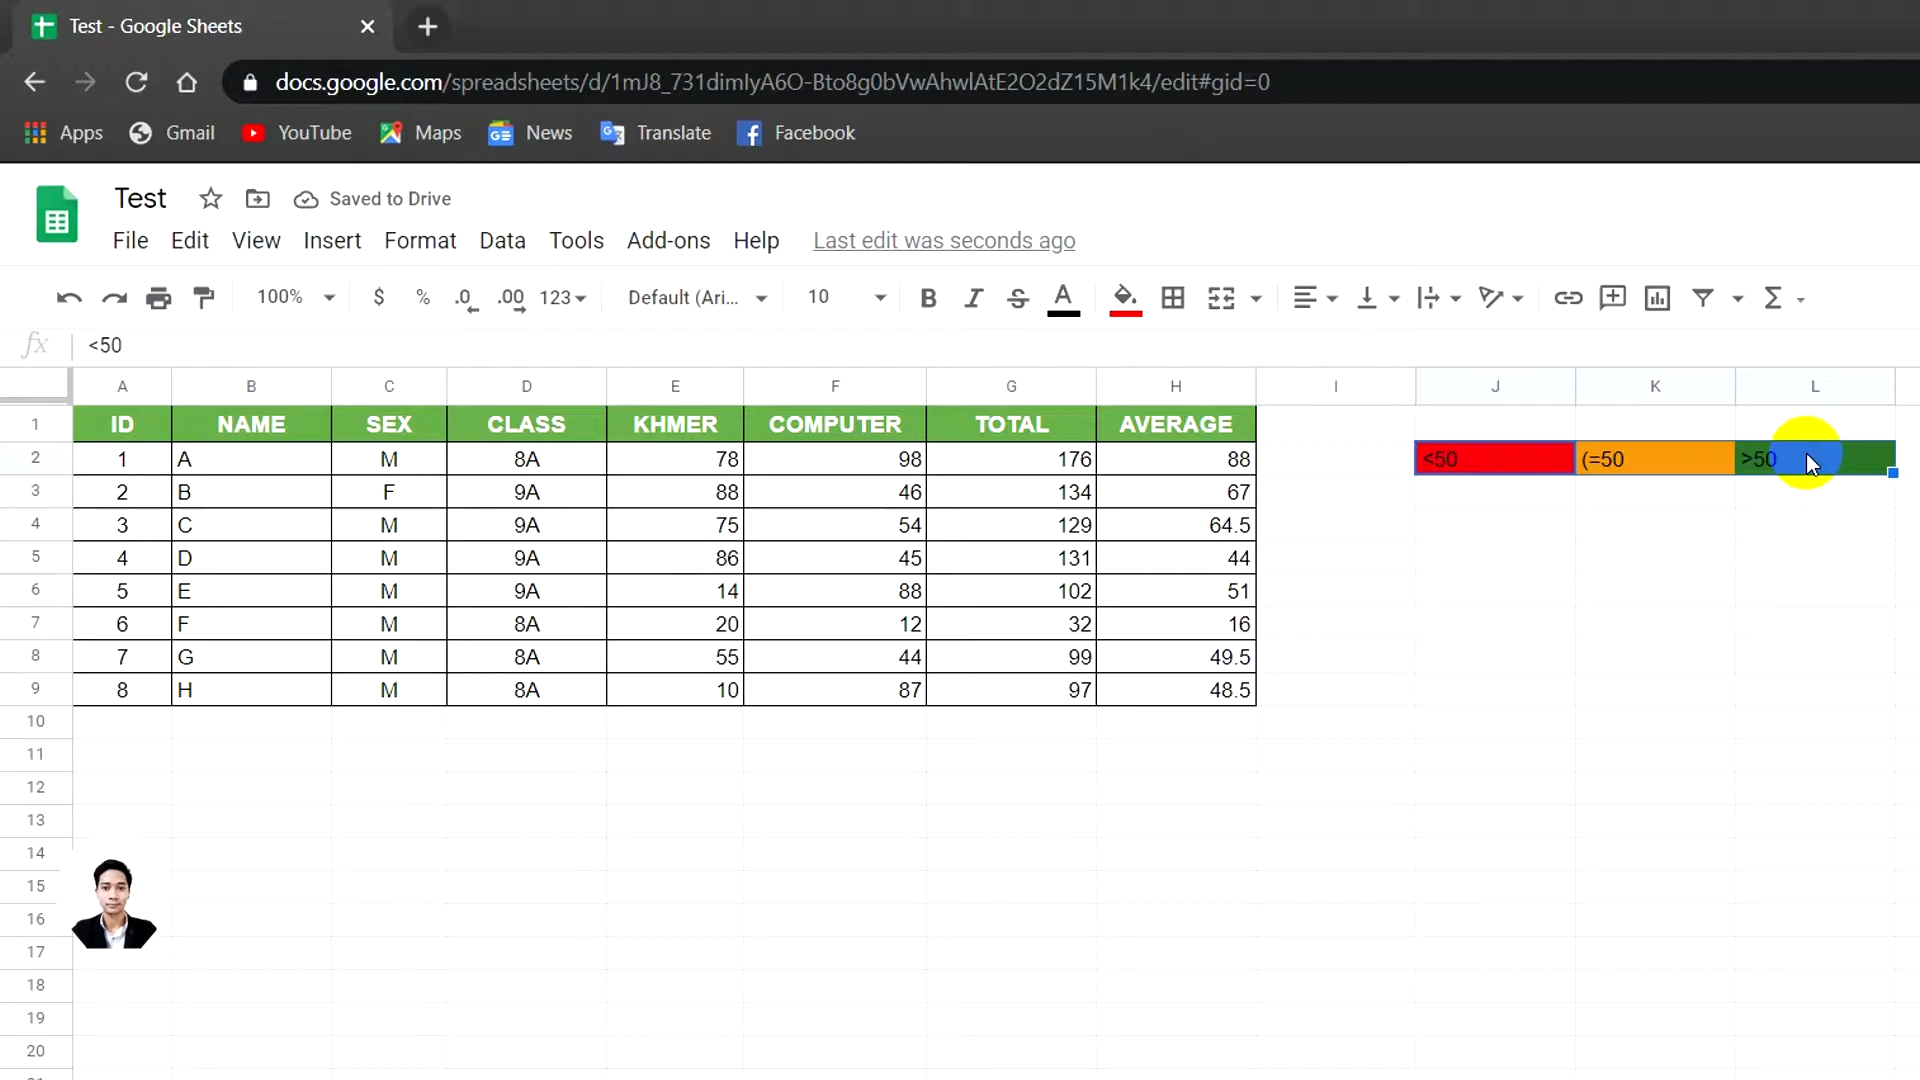 Test - Google Sheets
docs.google.com/spreadsheets/d/1mJ8_731dimIyA6O-Bto8g0bVwAhwlAtE2O2dZ15M1k4/edit#gid=0
Apps Gmail YouTube Maps News Translate Facebook
Test Saved to Drive
File Edit View Insert Format Data Tools Add-ons Help Last edit was seconds ago
100% $ % .0 .00 123 Default (Ari... 10 B I S A Σ
fx <50
A B C D E F G H I J K L
1 ID NAME SEX CLASS KHMER COMPUTER TOTAL AVERAGE
2 1 A M 8A 78 98 176 88 <50 (=50 >50
3 2 B F 9A 88 46 134 67
4 3 C M 9A 75 54 129 64.5
5 4 D M 9A 86 45 131 44
6 5 E M 9A 14 88 102 51
7 6 F M 8A 20 12 32 16
8 7 G M 8A 55 44 99 49.5
9 8 H M 8A 10 87 97 48.5
10
11
12
13
14
15
16
17
18
19
20